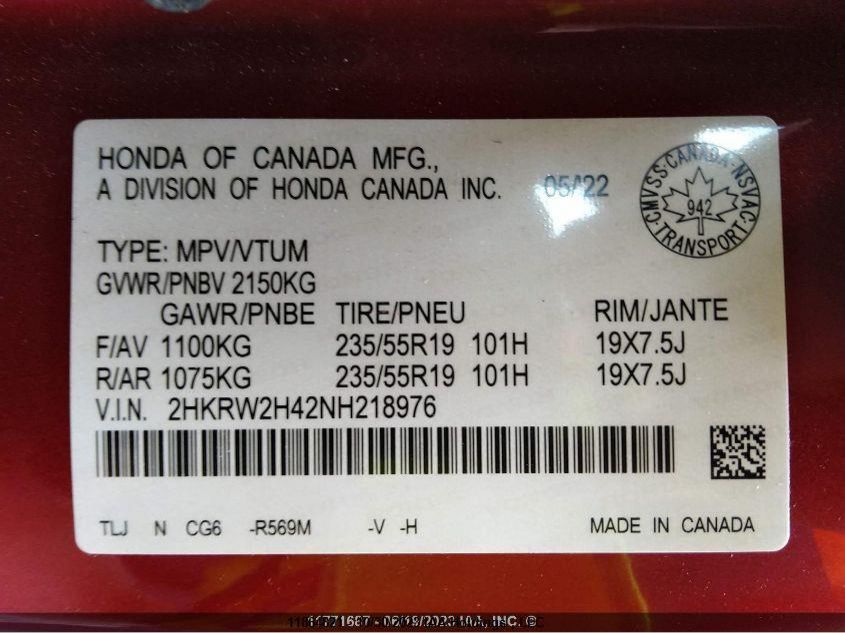 HONDA OF CANADA MFG.,
A DIVISION OF HONDA CANADA INC. 05/22
CMVSS-CANADA-NSVAC
942
TRANSPORT
TYPE: MPV/VTUM
GVWR/PNBV 2150KG
GAWR/PNBE TIRE/PNEU RIM/JANTE
F/AV 1100KG 235/55R19 101H 19X7.5J
R/AR 1075KG 235/55R19 101H 19X7.5J
V.I.N. 2HKRW2H42NH218976
TLJ N CG6 -R569M -V -H MADE IN CANADA